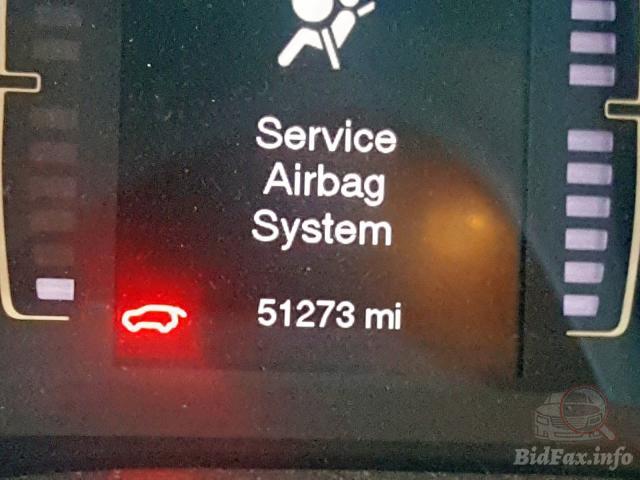 Service
Airbag
System
51273 mi
BidFax.info